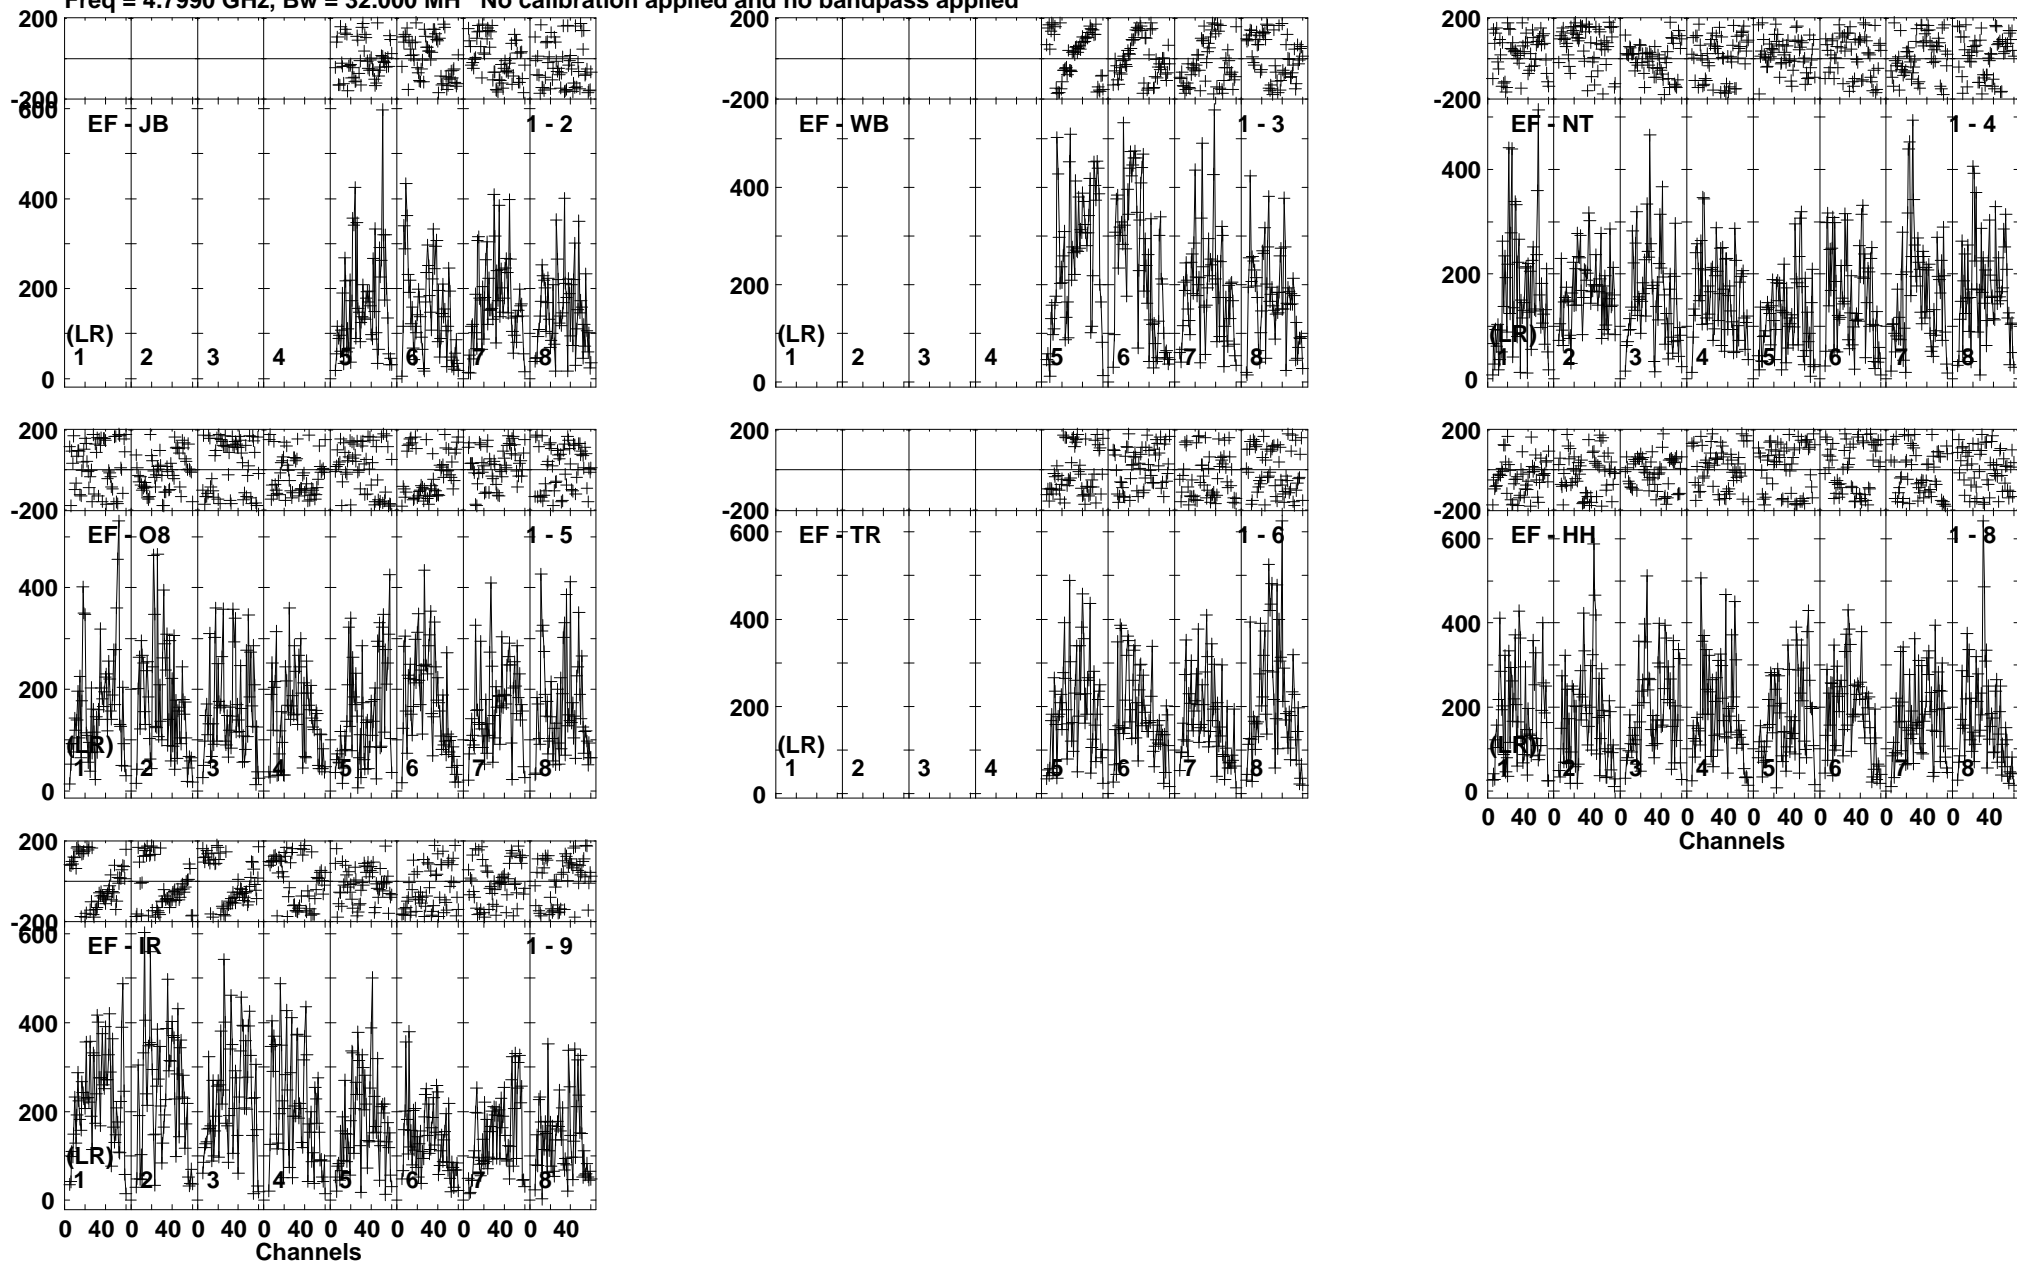 Freq = 4.7990 GHz, Bw = 32.000 MH No calibration applied and no bandpass applied
200
-200
600
400
200
0
EF - JB
1 - 2
(LR)
1 2 3 4 5 6 7 8
200
-200
400
200
0
EF - WB
1 - 3
(LR)
1 2 3 4 5 6 7 8
200
-200
400
200
0
EF - NT
1 - 4
(LR)
1 2 3 4 5 6 7 8
200
-200
400
200
0
EF - O8
1 - 5
(LR)
1 2 3 4 5 6 7 8
200
-200
600
400
200
0
EF - TR
1 - 6
(LR)
1 2 3 4 5 6 7 8
200
-200
600
400
200
0
EF - HH
1 - 8
(LR)
1 2 3 4 5 6 7 8
0 40 0 40 0 40 0 40 0 40 0 40 0 40 0 40
Channels
200
-200
600
400
200
0
EF - IR
1 - 9
(LR)
1 2 3 4 5 6 7 8
0 40 0 40 0 40 0 40 0 40 0 40 0 40 0 40
Channels